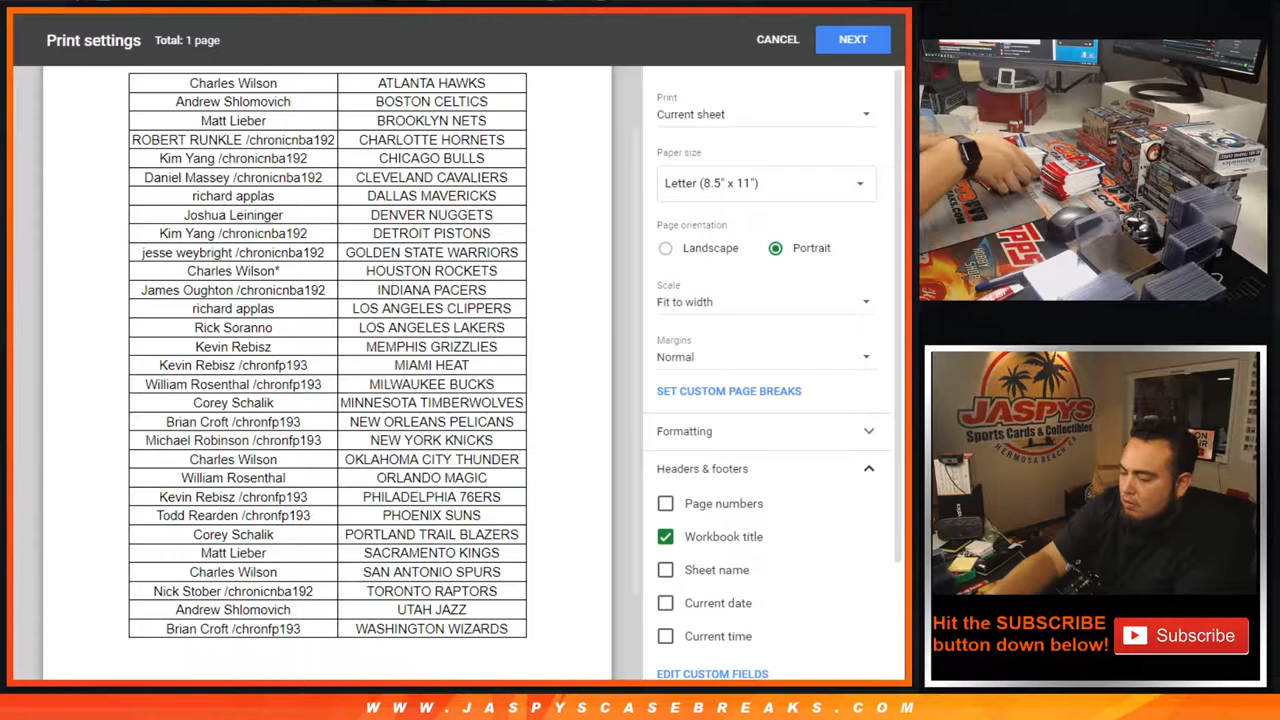 Print settings Total: 1 page CANCEL NEXT
Charles Wilson ATLANTA HAWKS
Andrew Shlomovich BOSTON CELTICS
Matt Lieber BROOKLYN NETS
ROBERT RUNKLE /chronicnba192 CHARLOTTE HORNETS
Kim Yang /chronicnba192 CHICAGO BULLS
Daniel Massey /chronicnba192 CLEVELAND CAVALIERS
richard applas DALLAS MAVERICKS
Joshua Leininger DENVER NUGGETS
Kim Yang /chronicnba192 DETROIT PISTONS
jesse weybright /chronicnba192 GOLDEN STATE WARRIORS
Charles Wilson* HOUSTON ROCKETS
James Oughton /chronicnba192 INDIANA PACERS
richard applas LOS ANGELES CLIPPERS
Rick Soranno LOS ANGELES LAKERS
Kevin Rebisz MEMPHIS GRIZZLIES
Kevin Rebisz /chronfp193 MIAMI HEAT
William Rosenthal /chronfp193 MILWAUKEE BUCKS
Corey Schalik MINNESOTA TIMBERWOLVES
Brian Croft /chronfp193 NEW ORLEANS PELICANS
Michael Robinson /chronfp193 NEW YORK KNICKS
Charles Wilson OKLAHOMA CITY THUNDER
William Rosenthal ORLANDO MAGIC
Kevin Rebisz /chronfp193 PHILADELPHIA 76ERS
Todd Rearden /chronfp193 PHOENIX SUNS
Corey Schalik PORTLAND TRAIL BLAZERS
Matt Lieber SACRAMENTO KINGS
Charles Wilson SAN ANTONIO SPURS
Nick Stober /chronicnba192 TORONTO RAPTORS
Andrew Shlomovich UTAH JAZZ
Brian Croft /chronfp193 WASHINGTON WIZARDS
Print
Current sheet
Paper size
Letter (8.5" x 11")
Page orientation
Landscape Portrait
Scale
Fit to width
Margins
Normal
SET CUSTOM PAGE BREAKS
Formatting
Headers & footers
Page numbers
Workbook title
Sheet name
Current date
Current time
EDIT CUSTOM FIELDS
TOPPS
HOBBY
SHOP
JASPYS
Sports Cards & Collectibles
HERMOSA BEACH, CA
Hit the SUBSCRIBE
button down below!
Subscribe
WWW.JASPYSCASEBREAKS.COM